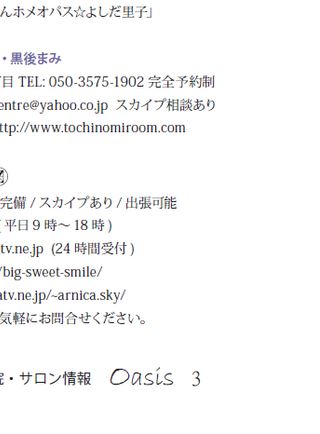 んホメオパス☆よしだ里子」
・黒後まみ
目 TEL: 050-3575-1902 完全予約制
entre@yahoo.co.jp スカイプ相談あり
ttp://www.tochinomiroom.com
完備 / スカイプあり / 出張可能
( 平日 9 時〜 18 時 )
atv.ne.jp (24 時間受付 )
/big-sweet-smile/
atv.ne.jp/~arnica.sky/
気軽にお問合せください。
院・サロン情報 Oasis 3